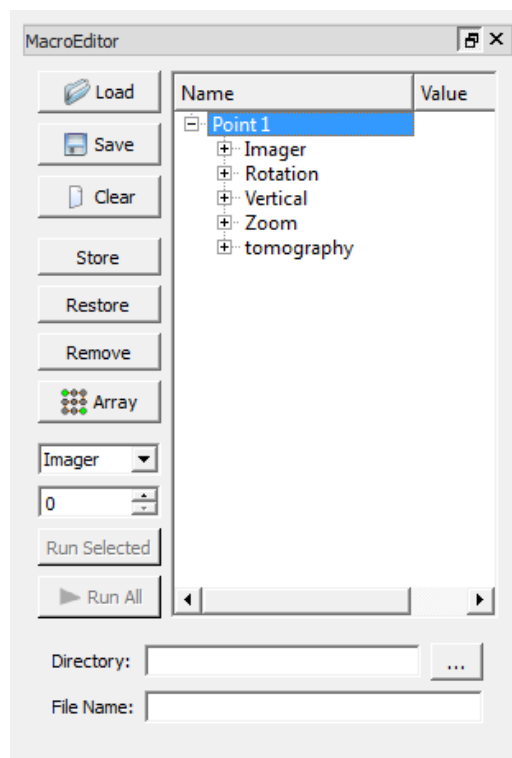 MacroEditor
Load
Save
Clear
Store
Restore
Remove
Array
Imager
0
Run Selected
Run All
Name Value
Point 1
Imager
Rotation
Vertical
Zoom
tomography
Directory: ...
File Name: